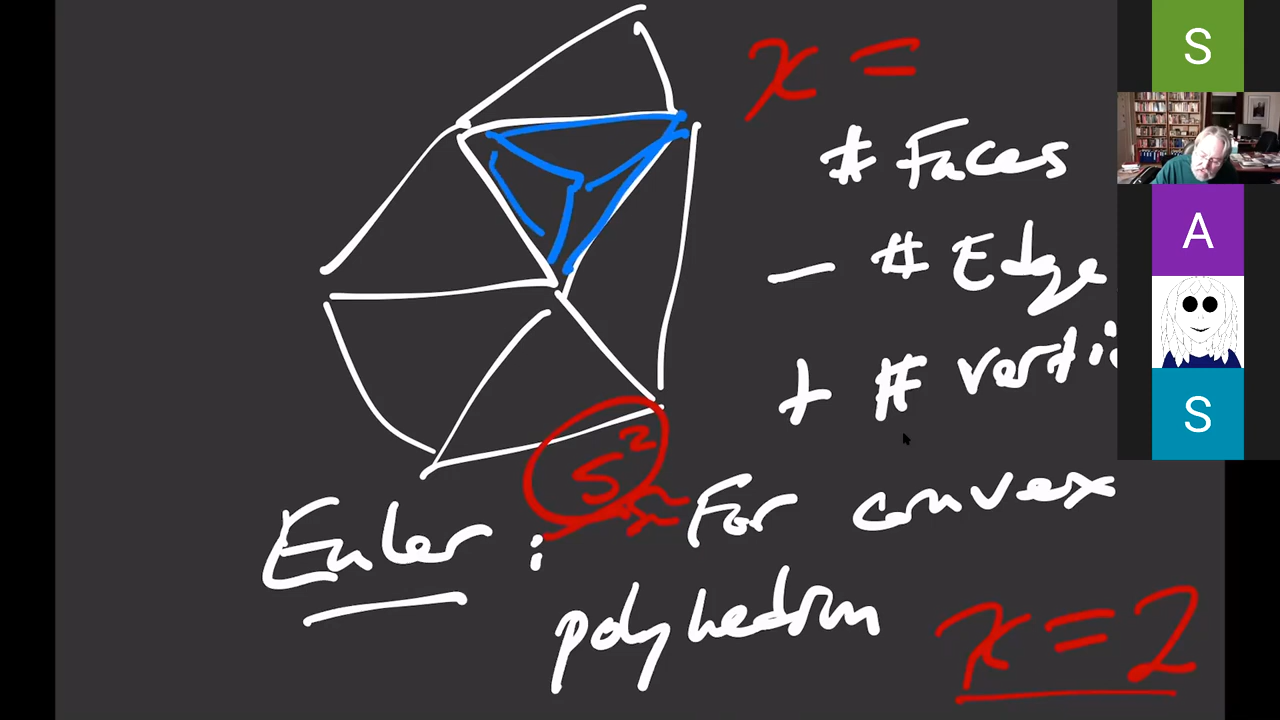 χ =
# Faces
− # Edge
+ # verti
S²
Euler : For convex
polyhedron χ = 2
S
A
S